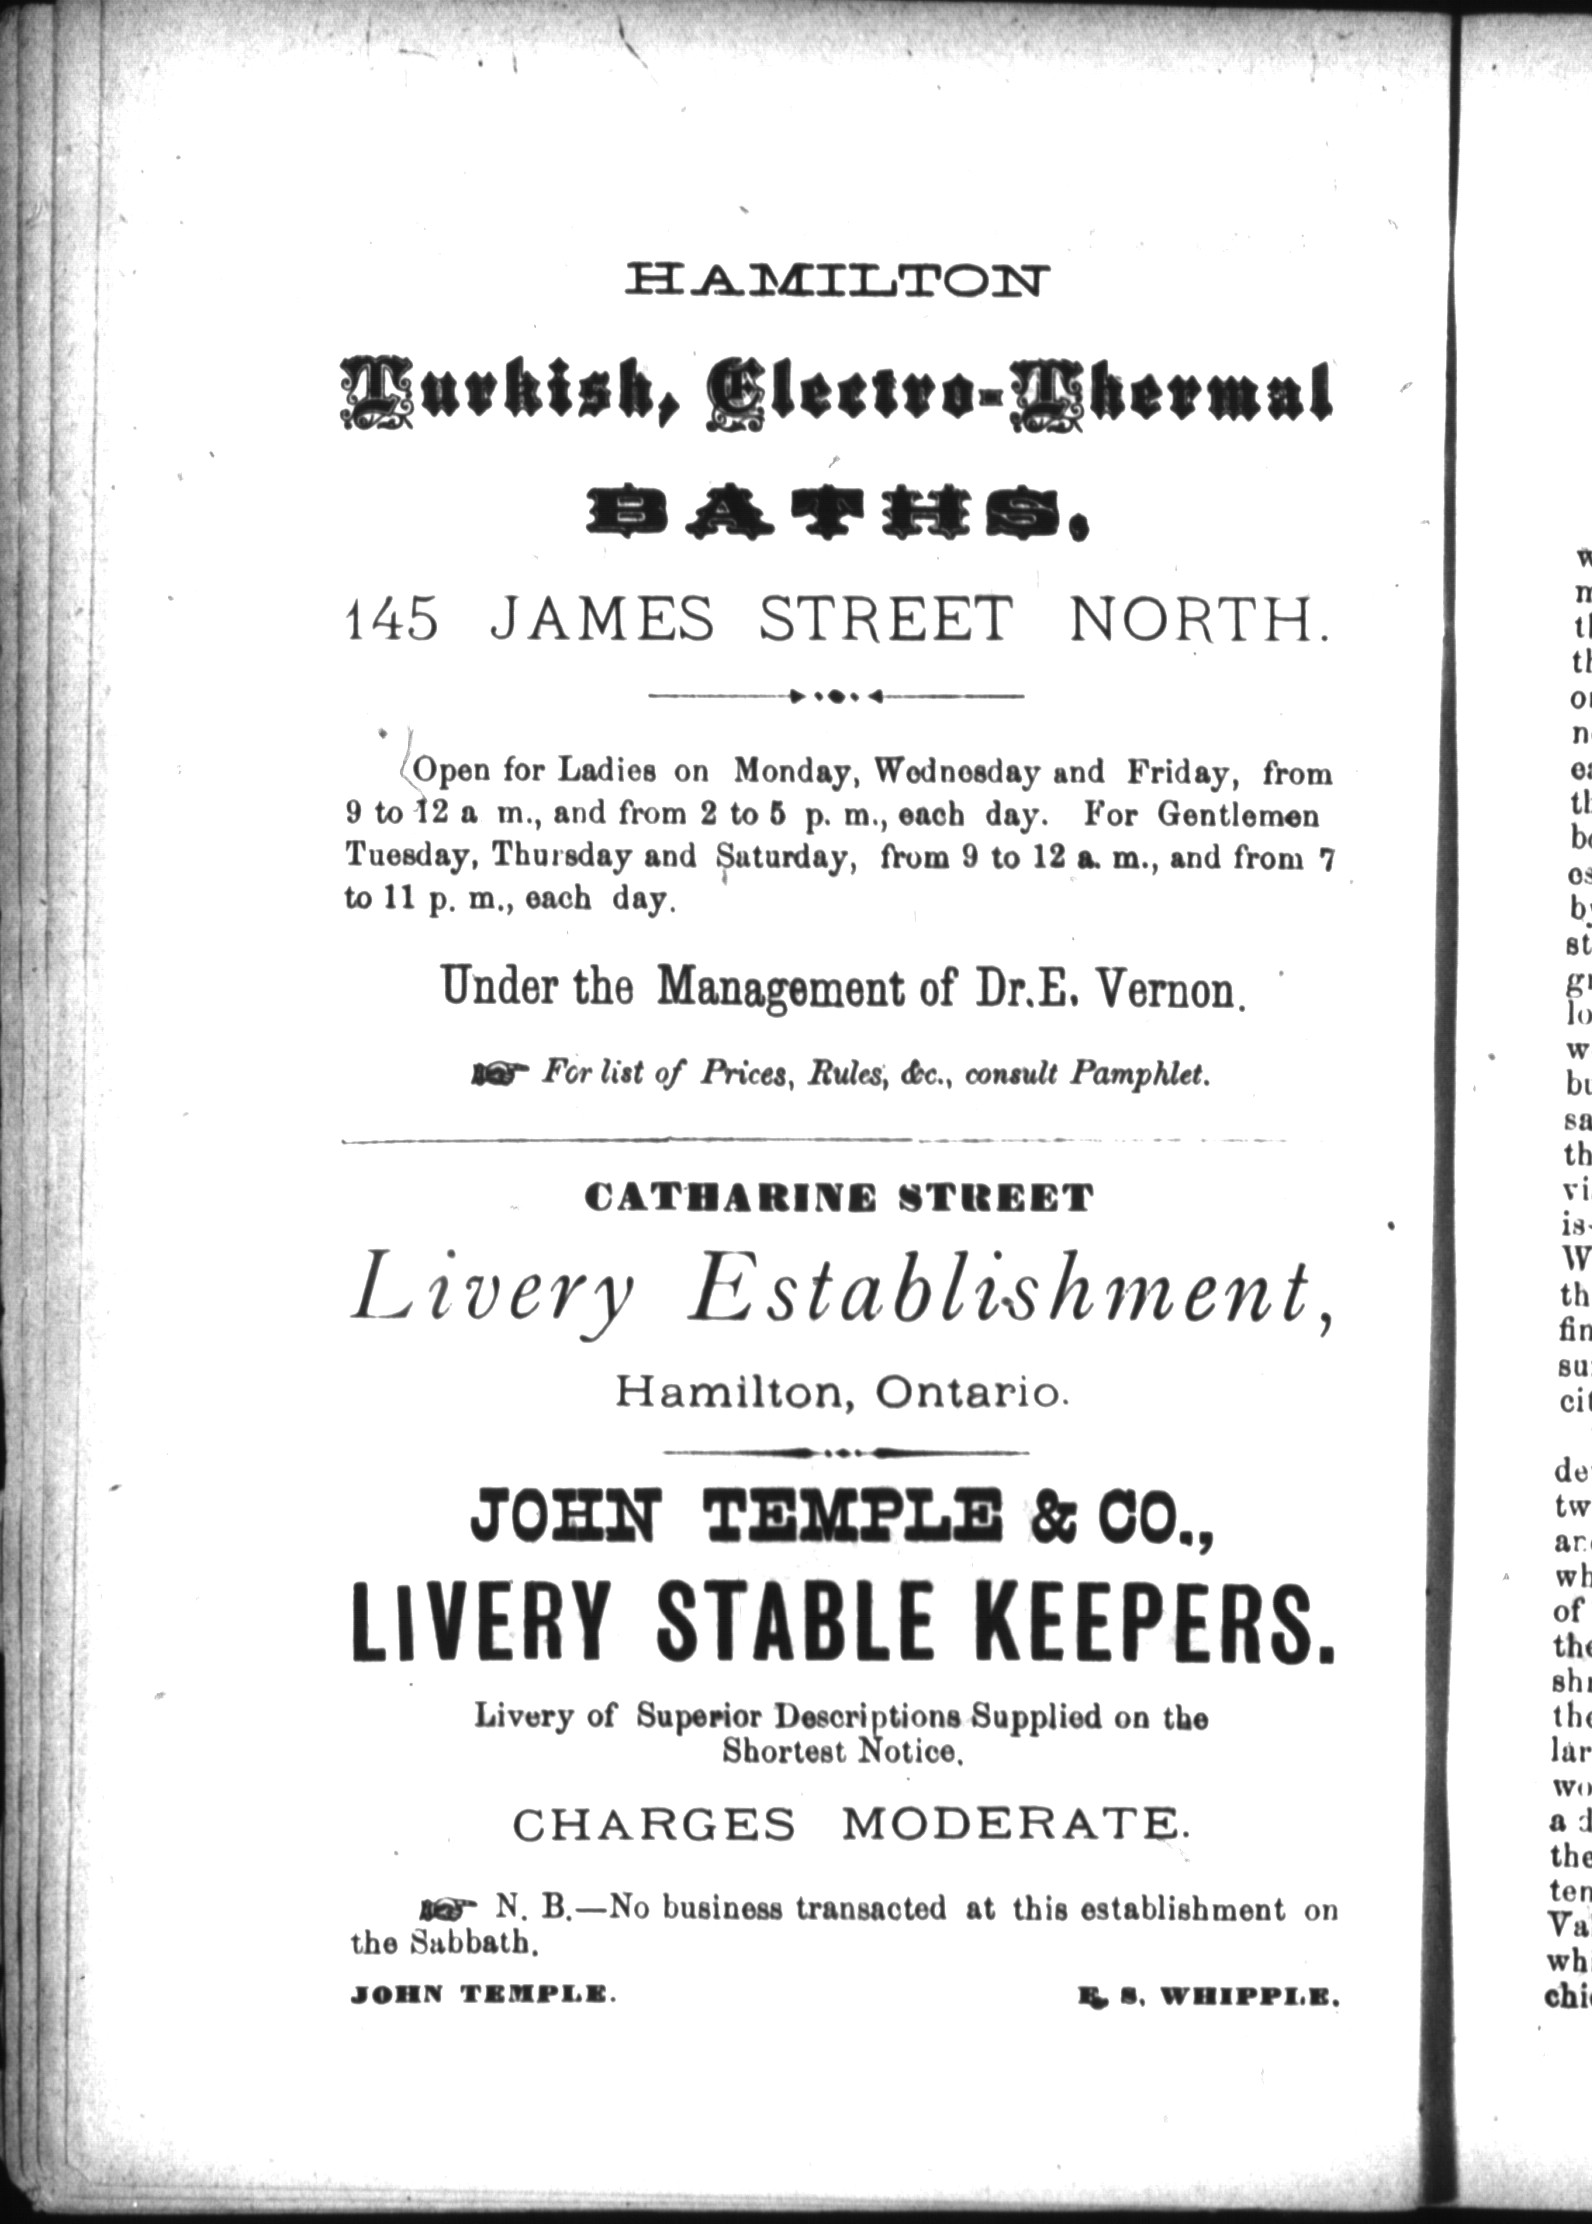 HAMILTON
Turkish, Electro-Thermal
BATHS,
145 JAMES STREET NORTH.
Open for Ladies on Monday, Wednesday and Friday, from
9 to 12 a m., and from 2 to 5 p. m., each day. For Gentlemen
Tuesday, Thursday and Saturday, from 9 to 12 a. m., and from 7
to 11 p. m., each day.
Under the Management of Dr. E. Vernon.
☞ For list of Prices, Rules, &c., consult Pamphlet.
CATHARINE STREET
Livery Establishment,
Hamilton, Ontario.
JOHN TEMPLE & CO.,
LIVERY STABLE KEEPERS.
Livery of Superior Descriptions Supplied on the
Shortest Notice.
CHARGES MODERATE.
☞ N. B.—No business transacted at this establishment on
the Sabbath.
JOHN TEMPLE. E. S. WHIPPLE.